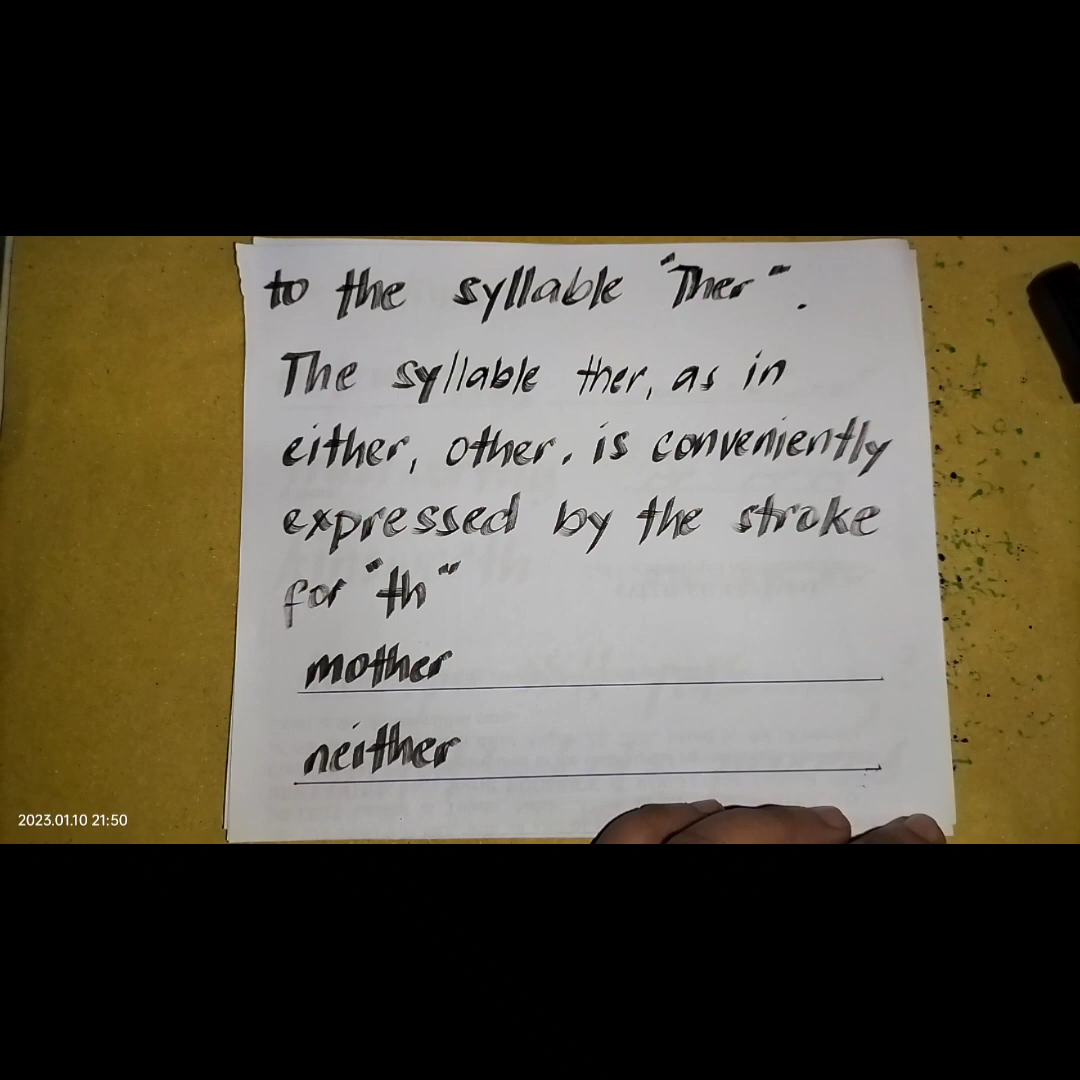 to the syllable "Ther".
The syllable ther, as in
either, other, is conveniently
expressed by the stroke
for "th"
mother
neither
2023.01.10 21:50